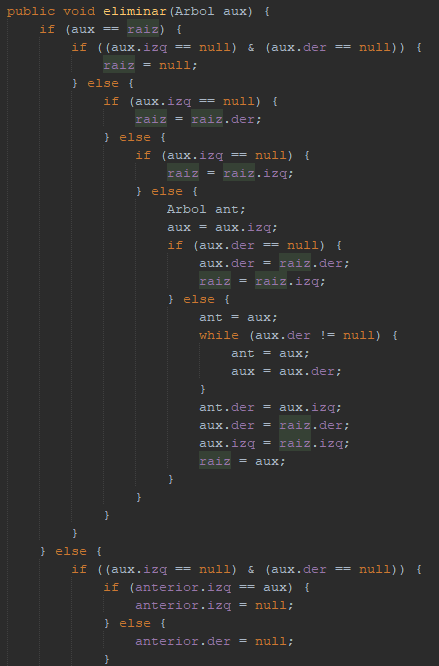 public void eliminar(Arbol aux) {
    if (aux == raiz) {
        if ((aux.izq == null) & (aux.der == null)) {
            raiz = null;
        } else {
            if (aux.izq == null) {
                raiz = raiz.der;
            } else {
                if (aux.izq == null) {
                    raiz = raiz.izq;
                } else {
                    Arbol ant;
                    aux = aux.izq;
                    if (aux.der == null) {
                        aux.der = raiz.der;
                        raiz = raiz.izq;
                    } else {
                        ant = aux;
                        while (aux.der != null) {
                            ant = aux;
                            aux = aux.der;
                        }
                        ant.der = aux.izq;
                        aux.der = raiz.der;
                        aux.izq = raiz.izq;
                        raiz = aux;
                    }
                }
            }
        }
    } else {
        if ((aux.izq == null) & (aux.der == null)) {
            if (anterior.izq == aux) {
                anterior.izq = null;
            } else {
                anterior.der = null;
            }